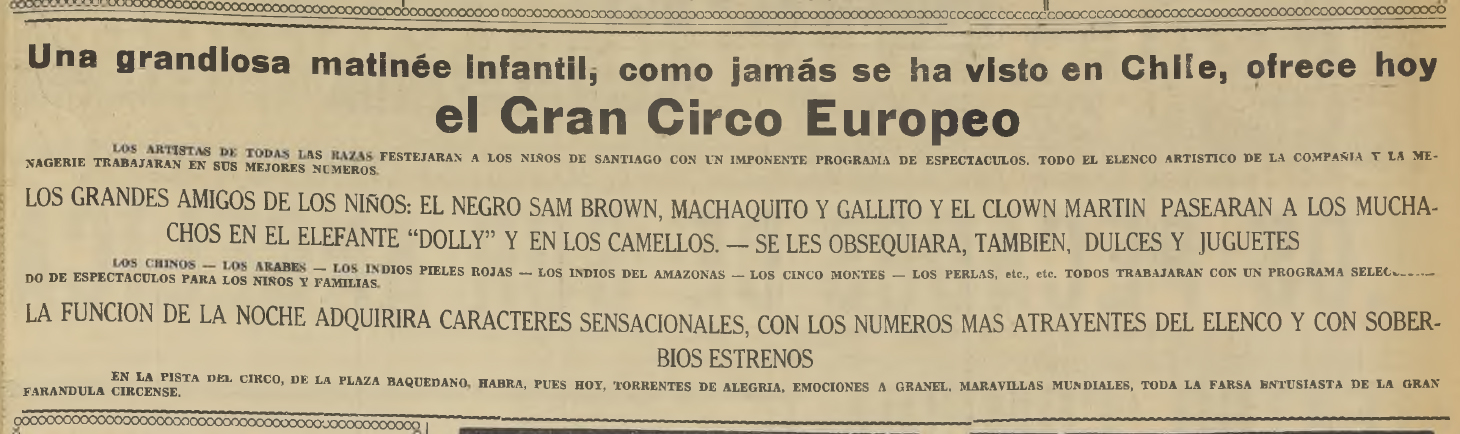 Una grandiosa matinée infantil, como jamás se ha visto en Chile, ofrece hoy
el Gran Circo Europeo
LOS ARTISTAS DE TODAS LAS RAZAS FESTEJARAN A LOS NIÑOS DE SANTIAGO CON UN IMPONENTE PROGRAMA DE ESPECTACULOS. TODO EL ELENCO ARTISTICO DE LA COMPAÑIA Y LA ME-
NAGERIE TRABAJARAN EN SUS MEJORES NUMEROS.
LOS GRANDES AMIGOS DE LOS NIÑOS: EL NEGRO SAM BROWN, MACHAQUITO Y GALLITO Y EL CLOWN MARTIN PASEARAN A LOS MUCHA-
CHOS EN EL ELEFANTE "DOLLY" Y EN LOS CAMELLOS. — SE LES OBSEQUIARA, TAMBIEN, DULCES Y JUGUETES
LOS CHINOS — LOS ARABES — LOS INDIOS PIELES ROJAS — LOS INDIOS DEL AMAZONAS — LOS CINCO MONTES — LOS PERLAS, etc., etc. TODOS TRABAJARAN CON UN PROGRAMA
DO DE ESPECTACULOS PARA LOS NIÑOS Y FAMILIAS.
LA FUNCION DE LA NOCHE ADQUIRIRA CARACTERES SENSACIONALES, CON LOS NUMEROS MAS ATRAYENTES DEL ELENCO Y CON SOBER-
BIOS ESTRENOS
EN LA PISTA DEL CIRCO, DE LA PLAZA BAQUEDANO, HABRA, PUES HOY, TORRENTES DE ALEGRIA, EMOCIONES A GRANEL, MARAVILLAS MUNDIALES, TODA LA FARSA ENTUSIASTA DE LA GRAN
FARANDULA CIRCENSE.